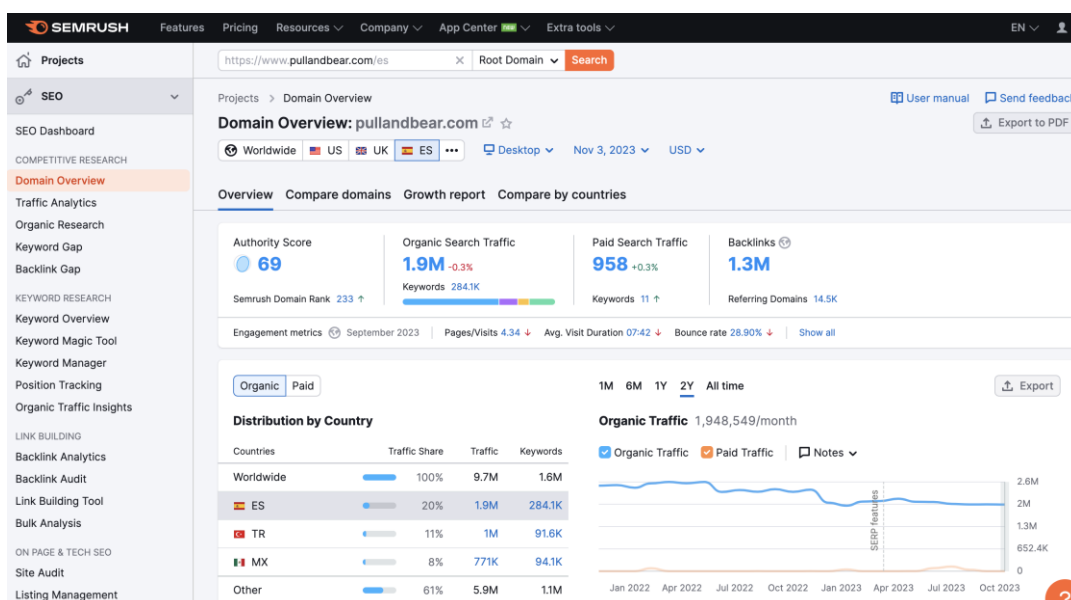 SEMRUSH Features Pricing Resources Company App Center new Extra tools EN
Projects
https://www.pullandbear.com/es Root Domain Search
SEO
Projects > Domain Overview User manual Send feedback
Domain Overview: pullandbear.com Export to PDF
Worldwide US UK ES ••• Desktop Nov 3, 2023 USD
SEO Dashboard
COMPETITIVE RESEARCH
Domain Overview
Traffic Analytics
Organic Research
Keyword Gap
Backlink Gap
KEYWORD RESEARCH
Keyword Overview
Keyword Magic Tool
Keyword Manager
Position Tracking
Organic Traffic Insights
LINK BUILDING
Backlink Analytics
Backlink Audit
Link Building Tool
Bulk Analysis
ON PAGE & TECH SEO
Site Audit
Listing Management
Overview Compare domains Growth report Compare by countries
Authority Score
69
Semrush Domain Rank 233 ↑
Organic Search Traffic
1.9M -0.3%
Keywords 284.1K
Paid Search Traffic
958 +0.3%
Keywords 11 ↑
Backlinks
1.3M
Referring Domains 14.5K
Engagement metrics September 2023 Pages/Visits 4.34 ↓ Avg. Visit Duration 07:42 ↓ Bounce rate 28.90% ↓ Show all
Organic Paid
Distribution by Country
Countries Traffic Share Traffic Keywords
Worldwide 100% 9.7M 1.6M
ES 20% 1.9M 284.1K
TR 11% 1M 91.6K
MX 8% 771K 94.1K
Other 61% 5.9M 1.1M
1M 6M 1Y 2Y All time Export
Organic Traffic 1,948,549/month
Organic Traffic Paid Traffic Notes
2.6M
2M
1.3M
652.4K
0
SERP features
Jan 2022 Apr 2022 Jul 2022 Oct 2022 Jan 2023 Apr 2023 Jul 2023 Oct 2023